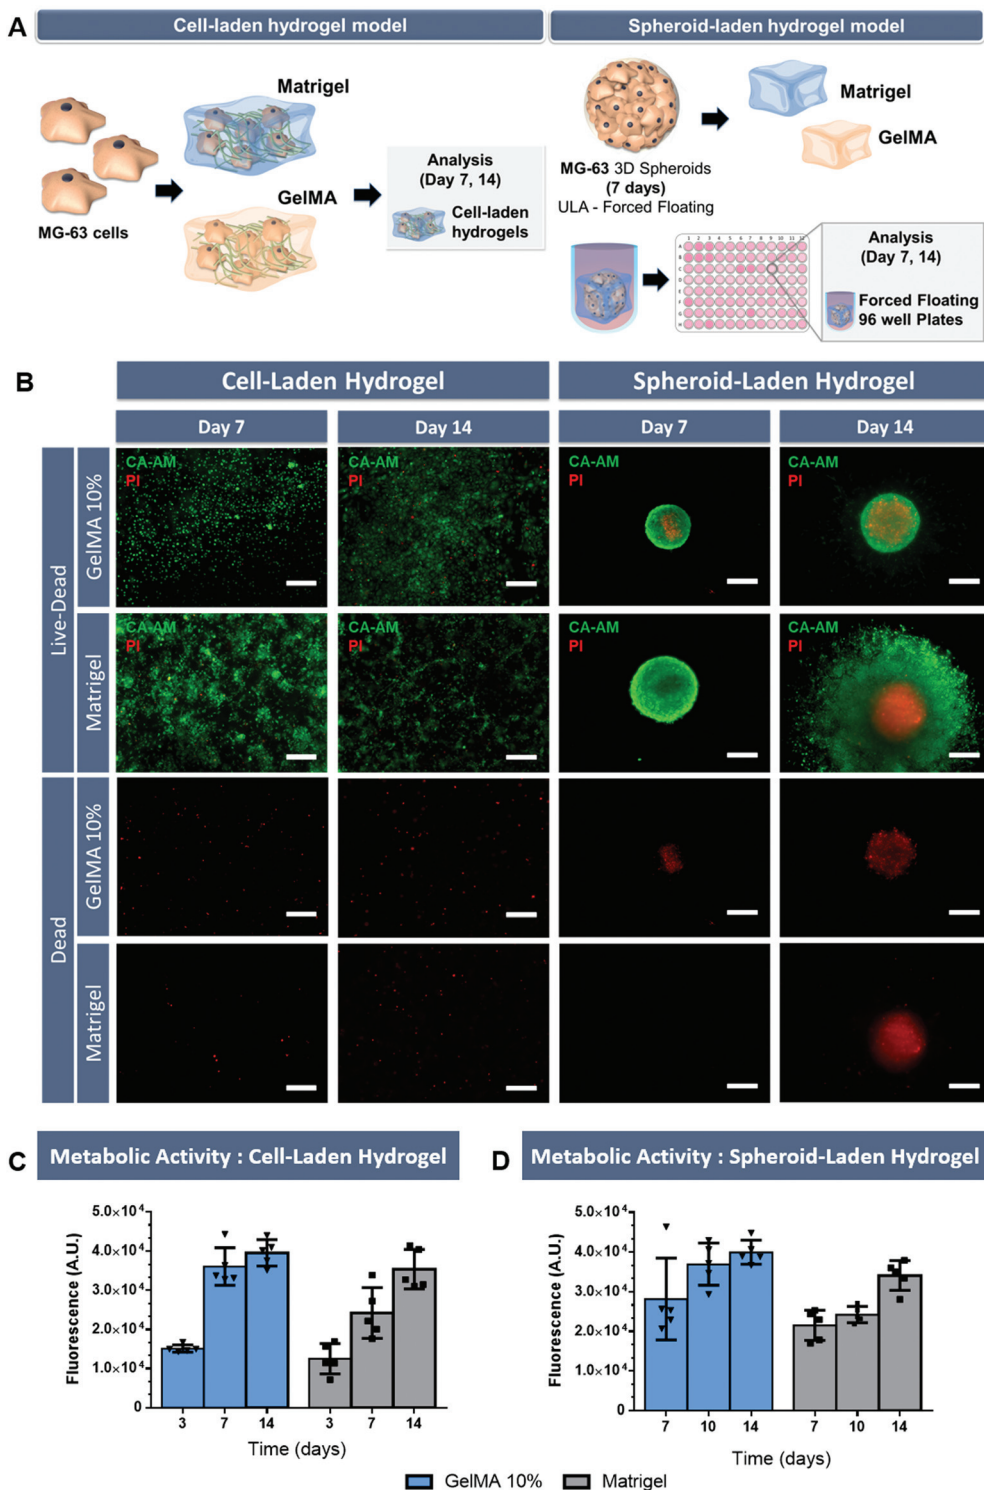 A
Cell-laden hydrogel model
Spheroid-laden hydrogel model
Matrigel
GelMA
MG-63 cells
Analysis
(Day 7, 14)
Cell-laden
hydrogels
Matrigel
GelMA
MG-63 3D Spheroids
(7 days)
ULA - Forced Floating
Analysis
(Day 7, 14)
Forced Floating
96 well Plates
B
Cell-Laden Hydrogel
Spheroid-Laden Hydrogel
Day 7
Day 14
Day 7
Day 14
Live-Dead
GelMA 10%
CA-AM
PI
CA-AM
PI
CA-AM
PI
CA-AM
PI
Matrigel
CA-AM
PI
CA-AM
PI
CA-AM
PI
CA-AM
PI
Dead
GelMA 10%
Matrigel
C
Metabolic Activity : Cell-Laden Hydrogel
Fluorescence (A.U.)
5.0×10⁴
4.0×10⁴
3.0×10⁴
2.0×10⁴
1.0×10⁴
0
3 7 14 3 7 14
Time (days)
D
Metabolic Activity : Spheroid-Laden Hydrogel
Fluorescence (A.U.)
5.0×10⁴
4.0×10⁴
3.0×10⁴
2.0×10⁴
1.0×10⁴
0
7 10 14 7 10 14
Time (days)
GelMA 10%
Matrigel